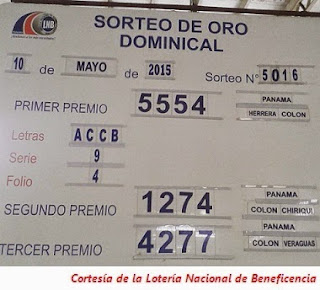 LNB
SORTEO DE ORO
DOMINICAL
10 de MAYO de 2015 Sorteo N° 5016
PRIMER PREMIO 5554 PANAMA
HERRERA COLON
Letras ACCB
Serie 9
Folio 4
SEGUNDO PREMIO 1274 PANAMA
COLON CHIRIQUI
TERCER PREMIO 4277 PANAMA
COLON VERAGUAS
Cortesía de la Lotería Nacional de Beneficencia